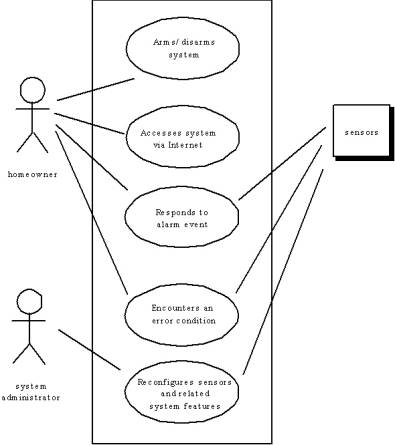 Arms/ disarms
system
Accesses system
via Internet
sensors
homeowner
Responds to
alarm event
Encounters an
error condition
system
administrator
Reconfigures sensors
and related
system features